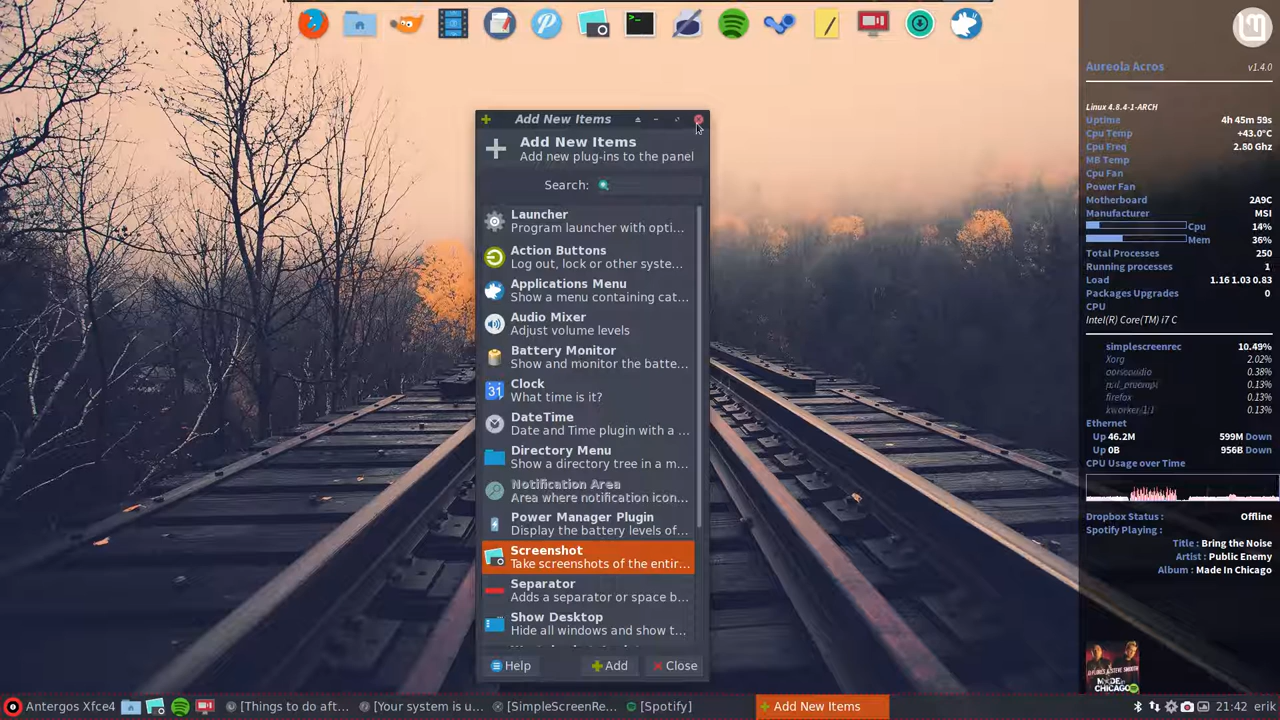 Aureola Acros
v1.4.0
Linux 4.8.4-1-ARCH
Uptime 4h 45m 59s
Cpu Temp +43.0°C
Cpu Freq 2.80 Ghz
MB Temp
Cpu Fan
Power Fan
Motherboard 2A9C
Manufacturer MSI
Cpu 14%
Mem 36%
Total Processes 250
Running processes 1
Load 1.16 1.03 0.83
Packages Upgrades 0
CPU
Intel(R) Core(TM) i7 C
simplescreenrec 10.49%
Xorg 2.02%
0.38%
0.13%
firefox 0.13%
kworker/1:1 0.13%
Ethernet
Up 46.2M 599M Down
Up 0B 956B Down
CPU Usage over Time
Dropbox Status : Offline
Spotify Playing :
Title : Bring the Noise
Artist : Public Enemy
Album : Made In Chicago
MADE IN
CHICAGO
Add New Items
Add New Items
Add new plug-ins to the panel
Search:
Launcher
Program launcher with opti...
Action Buttons
Log out, lock or other syste...
Applications Menu
Show a menu containing cat...
Audio Mixer
Adjust volume levels
Battery Monitor
Show and monitor the batte...
31
Clock
What time is it?
DateTime
Date and Time plugin with a ...
Directory Menu
Show a directory tree in a m...
Notification Area
Area where notification icon...
Power Manager Plugin
Display the battery levels of...
Screenshot
Take screenshots of the entir...
Separator
Adds a separator or space b...
Show Desktop
Hide all windows and show t...
Help
Add
Close
Antergos Xfce4
[Things to do aft...
[Your system is u...
[SimpleScreenRe...
[Spotify]
Add New Items
21:42
erik